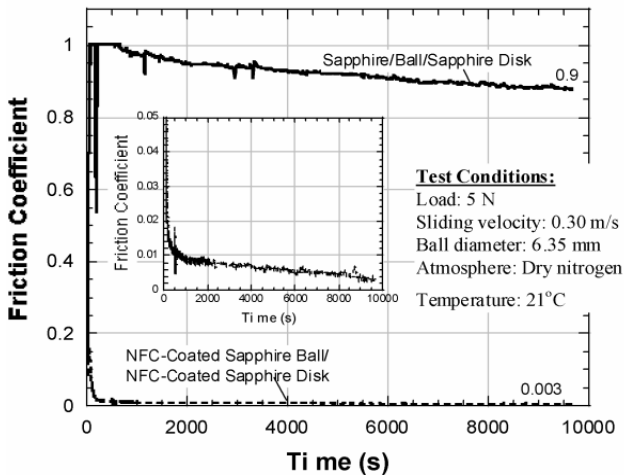 1
0.8
0.6
0.4
0.2
0
Friction Coefficient
Sapphire/Ball/Sapphire Disk
0.9
0.05
0.04
0.03
0.02
0.01
0
Friction Coefficient
0 2000 4000 6000 8000 10000
Ti me (s)
Test Conditions:
Load: 5 N
Sliding velocity: 0.30 m/s
Ball diameter: 6.35 mm
Atmosphere: Dry nitrogen
Temperature: 21°C
NFC-Coated Sapphire Ball/
NFC-Coated Sapphire Disk
0.003
0 2000 4000 6000 8000 10000
Ti me (s)